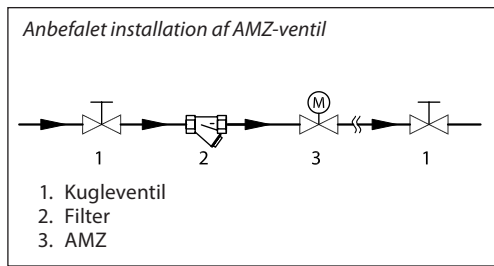 Anbefalet installation af AMZ-ventil
M
1 2 3 1
1. Kugleventil
2. Filter
3. AMZ